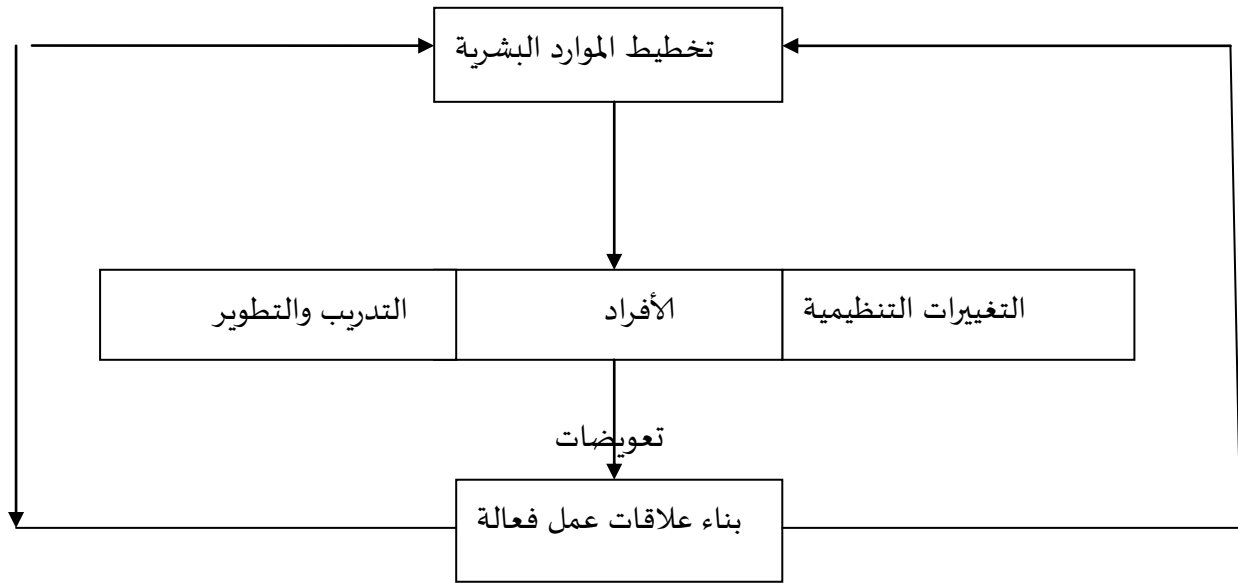 تخطيط الموارد البشرية
التغييرات التنظيمية
الأفراد
التدريب والتطوير
تعويضات
بناء علاقات عمل فعالة